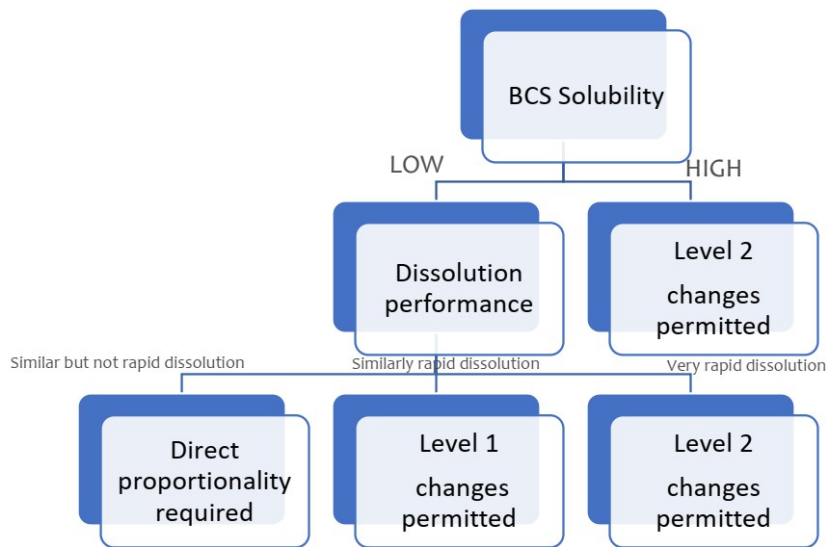 BCS Solubility
LOW
HIGH
Dissolution
performance
Level 2
changes
permitted
Similar but not rapid dissolution
Similarly rapid dissolution
Very rapid dissolution
Direct
proportionality
required
Level 1
changes
permitted
Level 2
changes
permitted